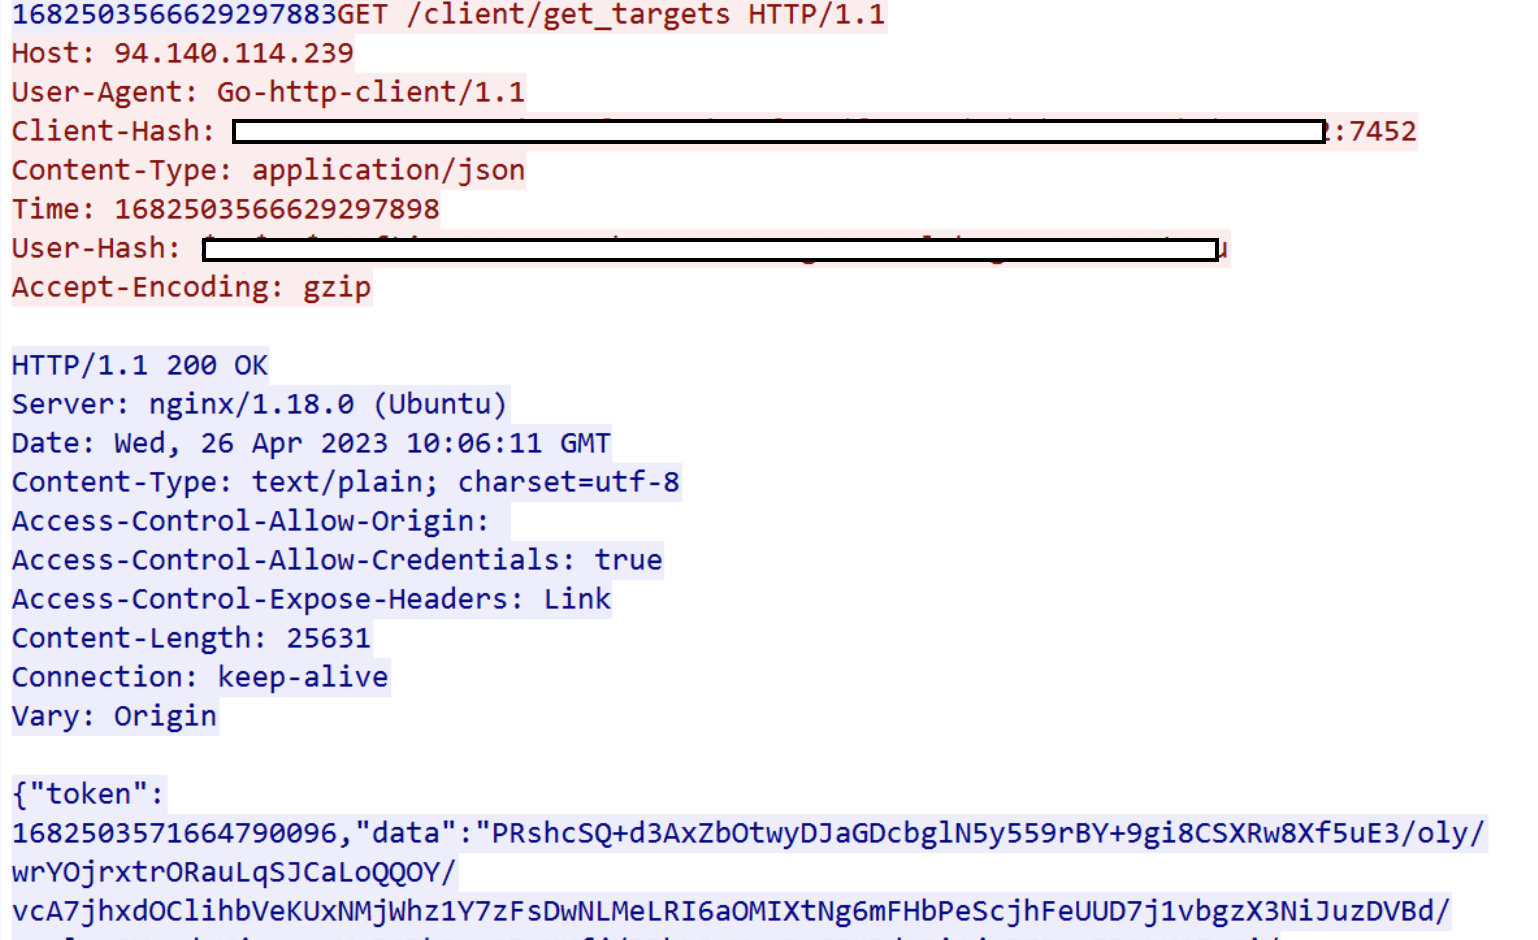 1682503566629297883GET /client/get_targets HTTP/1.1
Host: 94.140.114.239
User-Agent: Go-http-client/1.1
Client-Hash: :7452
Content-Type: application/json
Time: 1682503566629297898
User-Hash:
Accept-Encoding: gzip
HTTP/1.1 200 OK
Server: nginx/1.18.0 (Ubuntu)
Date: Wed, 26 Apr 2023 10:06:11 GMT
Content-Type: text/plain; charset=utf-8
Access-Control-Allow-Origin:
Access-Control-Allow-Credentials: true
Access-Control-Expose-Headers: Link
Content-Length: 25631
Connection: keep-alive
Vary: Origin
{"token":
1682503571664790096,"data":"PRshcSQ+d3AxZbOtwyDJaGDcbglN5y559rBY+9gi8CSXRw8Xf5uE3/oly/
wrYOjrxtrORauLqSJCaLoQQOY/
vcA7jhxdOClihbVeKUxNMjWhz1Y7zFsDwNLMeLRI6aOMIXtNg6mFHbPeScjhFeUUD7j1vbgzX3NiJuzDVBd/